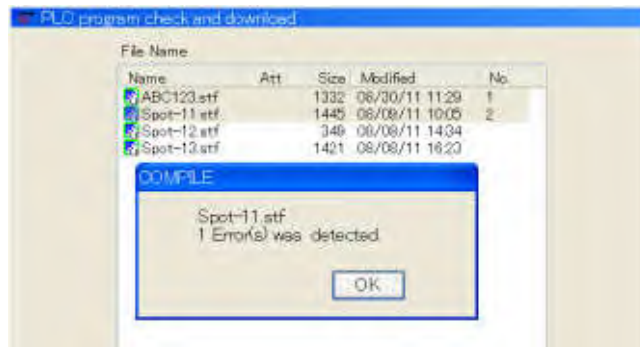 PLC program check and download
File Name
Name Att Size Modified No.
ABC123.stf 1332 06/30/11 11:29 1
Spot-11.stf 1445 08/09/11 10:05 2
Spot-12.stf 349 08/09/11 14:34
Spot-13.stf 1421 08/08/11 16:23
COMPILE
Spot-11.stf
1 Error(s) was detected
OK